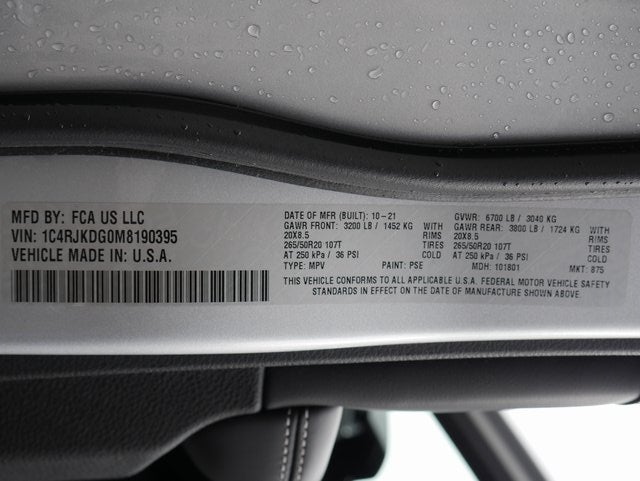 MFD BY: FCA US LLC
VIN: 1C4RJKDG0M8190395
VEHICLE MADE IN: U.S.A.
DATE OF MFR (BUILT): 10-21 GVWR: 6700 LB / 3040 KG
GAWR FRONT: 3200 LB / 1452 KG WITH GAWR REAR: 3800 LB / 1724 KG WITH
20X8.5 RIMS 20X8.5 RIMS
265/50R20 107T TIRES 265/50R20 107T TIRES
AT 250 kPa / 36 PSI COLD AT 250 kPa / 36 PSI COLD
TYPE: MPV PAINT: PSE MDH: 101801 MKT: 875
THIS VEHICLE CONFORMS TO ALL APPLICABLE U.S.A. FEDERAL MOTOR VEHICLE SAFETY
STANDARDS IN EFFECT ON THE DATE OF MANUFACTURE SHOWN ABOVE.